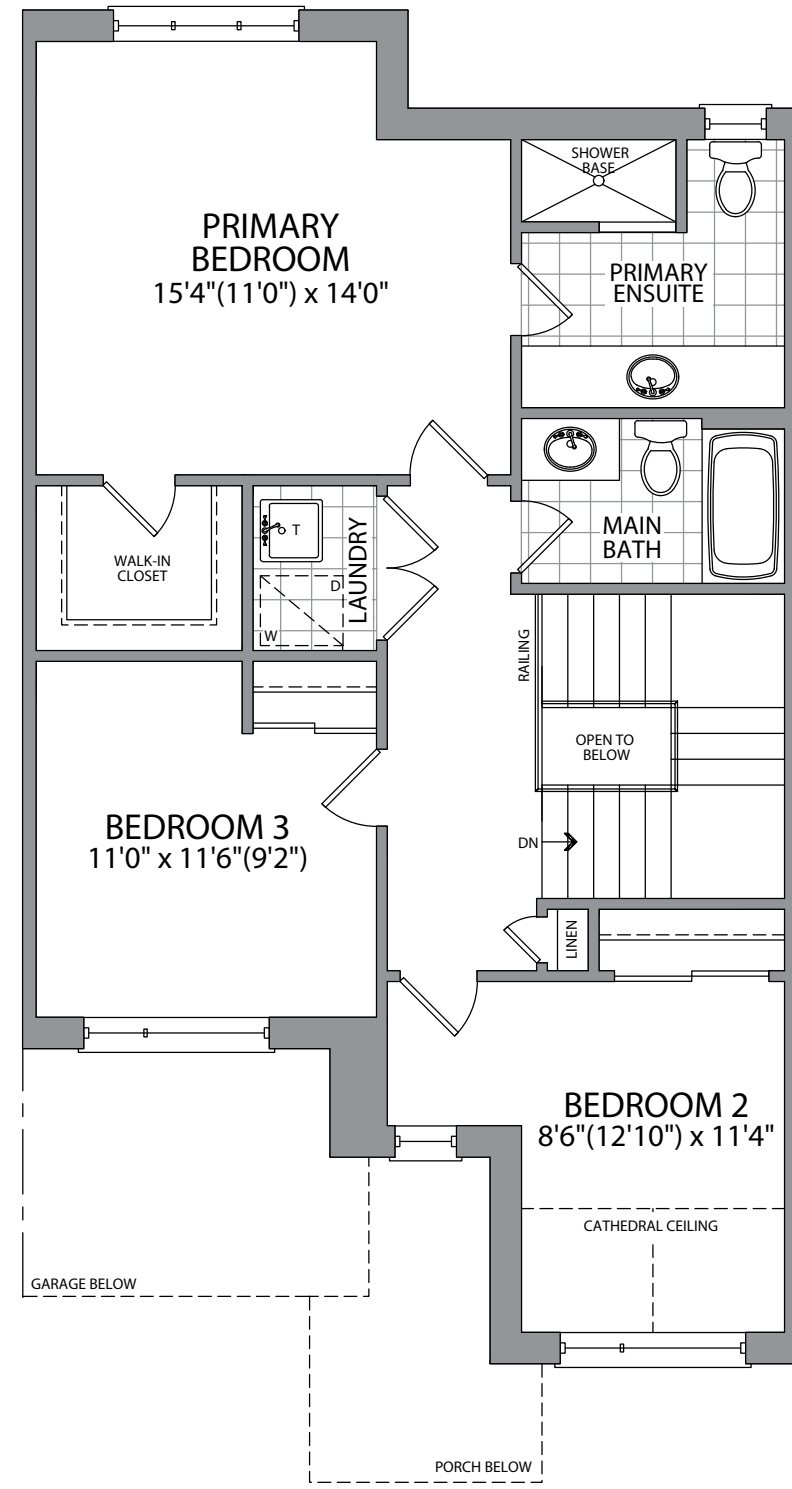 SHOWER
BASE
PRIMARY
BEDROOM
15'4"(11'0") x 14'0"
PRIMARY
ENSUITE
MAIN
BATH
WALK-IN
CLOSET
T
LAUNDRY
D
W
RAILING
OPEN TO
BELOW
BEDROOM 3
11'0" x 11'6"(9'2")
DN
LINEN
BEDROOM 2
8'6"(12'10") x 11'4"
CATHEDRAL CEILING
GARAGE BELOW
PORCH BELOW